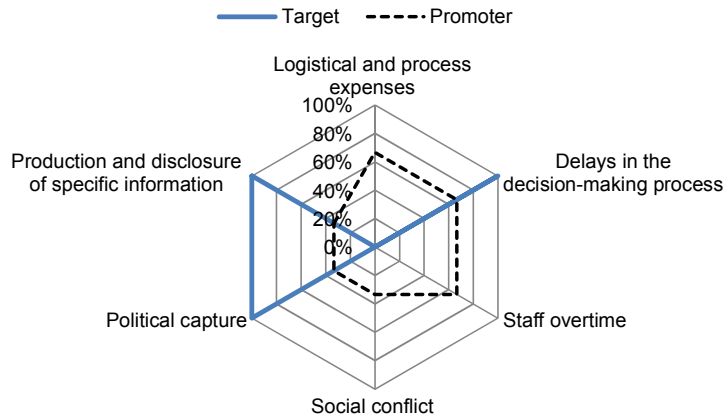 Target
Promoter
Logistical and process
expenses
100%
80%
60%
40%
20%
0%
Production and disclosure
of specific information
Delays in the
decision-making process
Political capture
Staff overtime
Social conflict